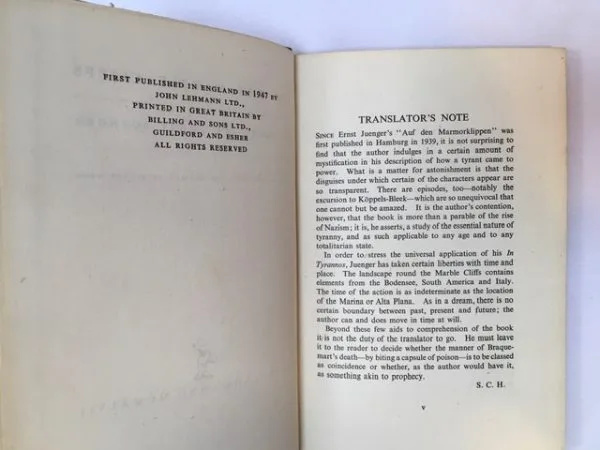 FIRST PUBLISHED IN ENGLAND IN 1947 BY
JOHN LEHMANN LTD.,
PRINTED IN GREAT BRITAIN BY
BILLING AND SONS LTD.,
GUILDFORD AND ESHER
ALL RIGHTS RESERVED
TRANSLATOR'S NOTE
SINCE Ernst Juenger's "Auf den Marmorklippen" was
first published in Hamburg in 1939, it is not surprising to
find that the author indulges in a certain amount of
mystification in his description of how a tyrant came to
power. What is a matter for astonishment is that the
disguises under which certain of the characters appear are
so transparent. There are episodes, too—notably the
excursion to Köppels-Bleek—which are so unequivocal that
one cannot but be amazed. It is the author's contention,
however, that the book is more than a parable of the rise
of Nazism; it is, he asserts, a study of the essential nature of
tyranny, and as such applicable to any age and to any
totalitarian state.
In order to stress the universal application of his In
Tyrannos, Juenger has taken certain liberties with time and
place. The landscape round the Marble Cliffs contains
elements from the Bodensee, South America and Italy.
The time of the action is as indeterminate as the location
of the Marina or Alta Plana. As in a dream, there is no
certain boundary between past, present and future; the
author can and does move in time at will.
Beyond these few aids to comprehension of the book
it is not the duty of the translator to go. He must leave
it to the reader to decide whether the manner of Braque-
mart's death—by biting a capsule of poison—is to be classed
as coincidence or whether, as the author would have it,
as something akin to prophecy.
S. C. H.
v